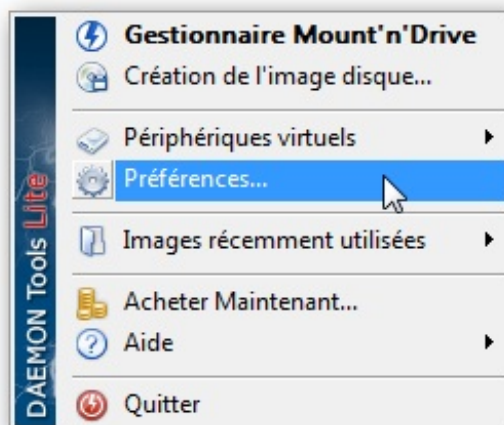 Gestionnaire Mount'n'Drive
Création de l'image disque...
Périphériques virtuels
Préférences...
Images récemment utilisées
Acheter Maintenant...
Aide
Quitter
DAEMON Tools Lite